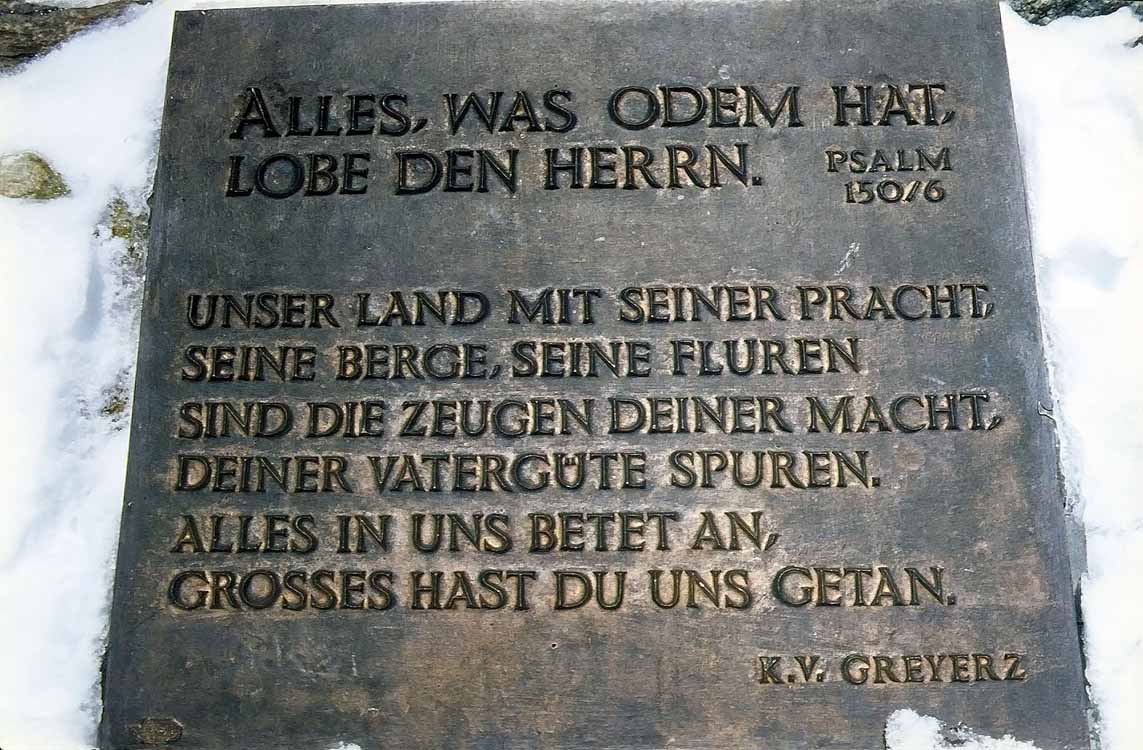 ALLES, WAS ODEM HAT,
LOBE DEN HERRN. PSALM
150/6
UNSER LAND MIT SEINER PRACHT,
SEINE BERGE, SEINE FLUREN
SIND DIE ZEUGEN DEINER MACHT,
DEINER VATERGÜTE SPUREN.
ALLES IN UNS BETET AN,
GROSSES HAST DU UNS GETAN.
K.V. GREYERZ